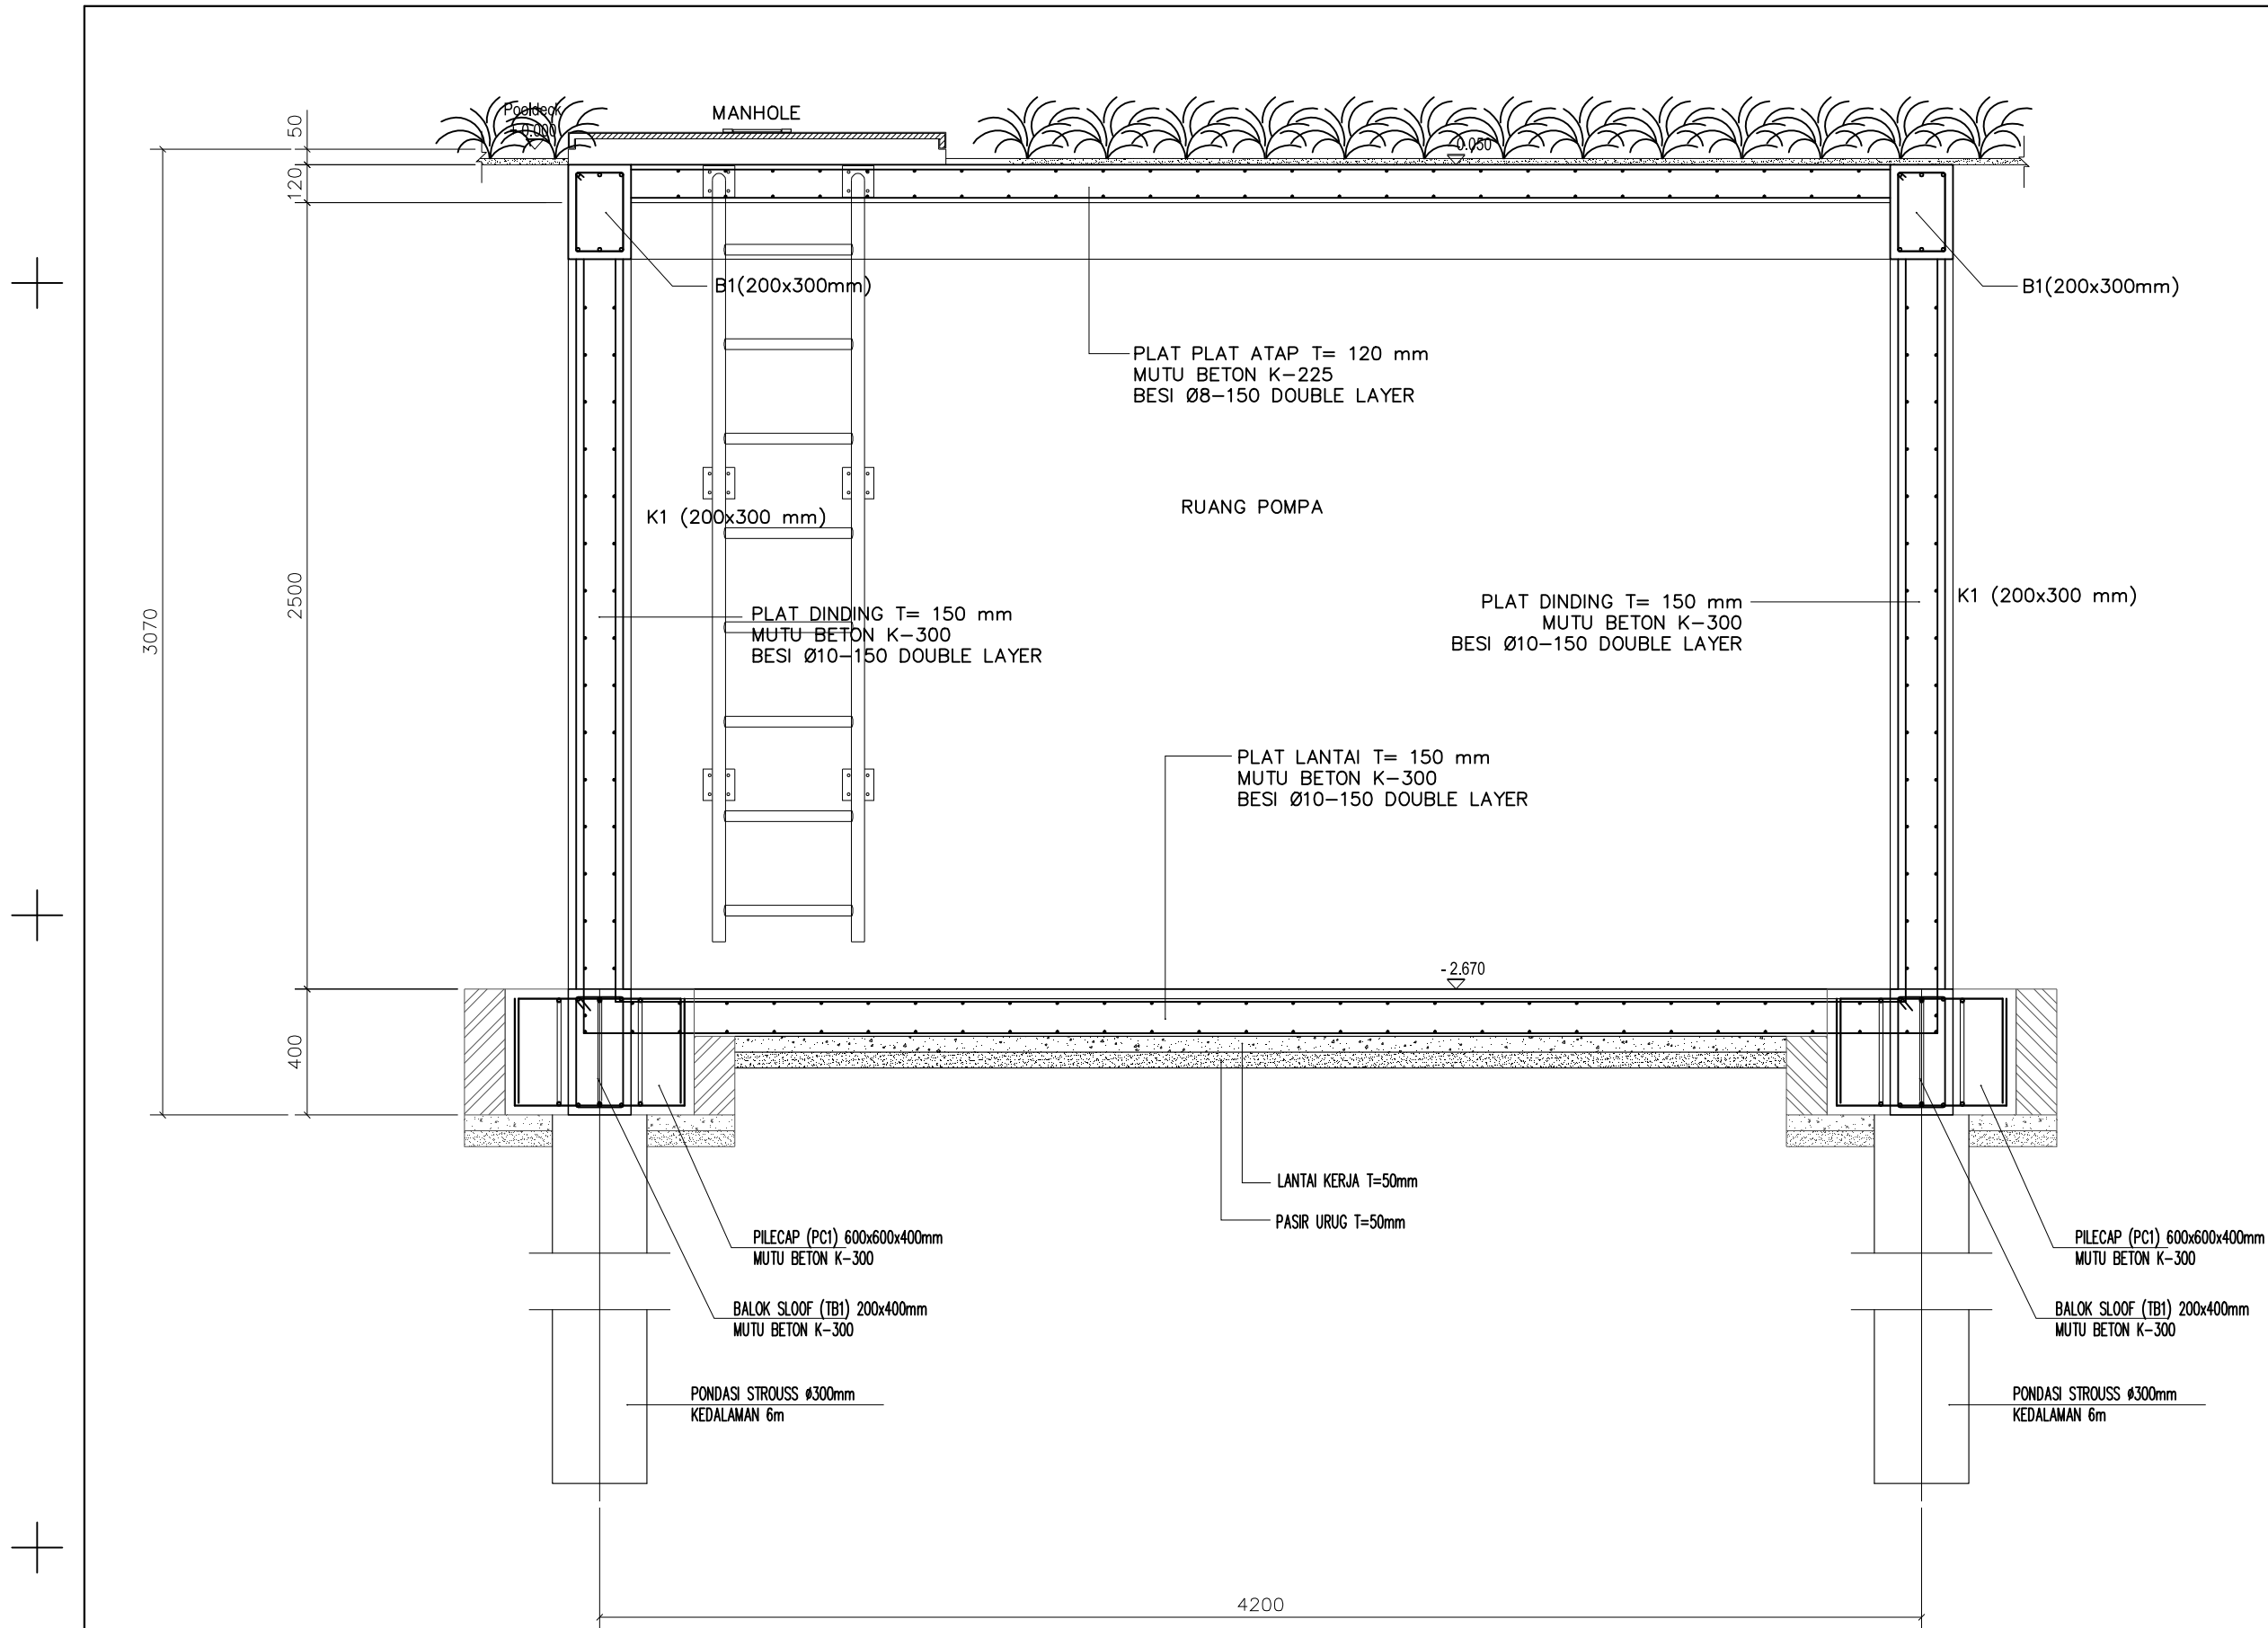 Pooldeck
MANHOLE
50
± 0.000
- 0.050
120
B1(200x300mm)
B1(200x300mm)
PLAT PLAT ATAP T= 120 mm
MUTU BETON K-225
BESI Ø8-150 DOUBLE LAYER
RUANG POMPA
K1 (200x300 mm)
2500
3070
PLAT DINDING T= 150 mm
MUTU BETON K-300
BESI Ø10-150 DOUBLE LAYER
PLAT DINDING T= 150 mm
MUTU BETON K-300
BESI Ø10-150 DOUBLE LAYER
K1 (200x300 mm)
PLAT LANTAI T= 150 mm
MUTU BETON K-300
BESI Ø10-150 DOUBLE LAYER
- 2.670
400
LANTAI KERJA T=50mm
PASIR URUG T=50mm
PILECAP (PC1) 600x600x400mm
MUTU BETON K-300
PILECAP (PC1) 600x600x400mm
MUTU BETON K-300
BALOK SLOOF (TB1) 200x400mm
MUTU BETON K-300
BALOK SLOOF (TB1) 200x400mm
MUTU BETON K-300
PONDASI STROUSS Ø300mm
KEDALAMAN 6m
PONDASI STROUSS Ø300mm
KEDALAMAN 6m
4200